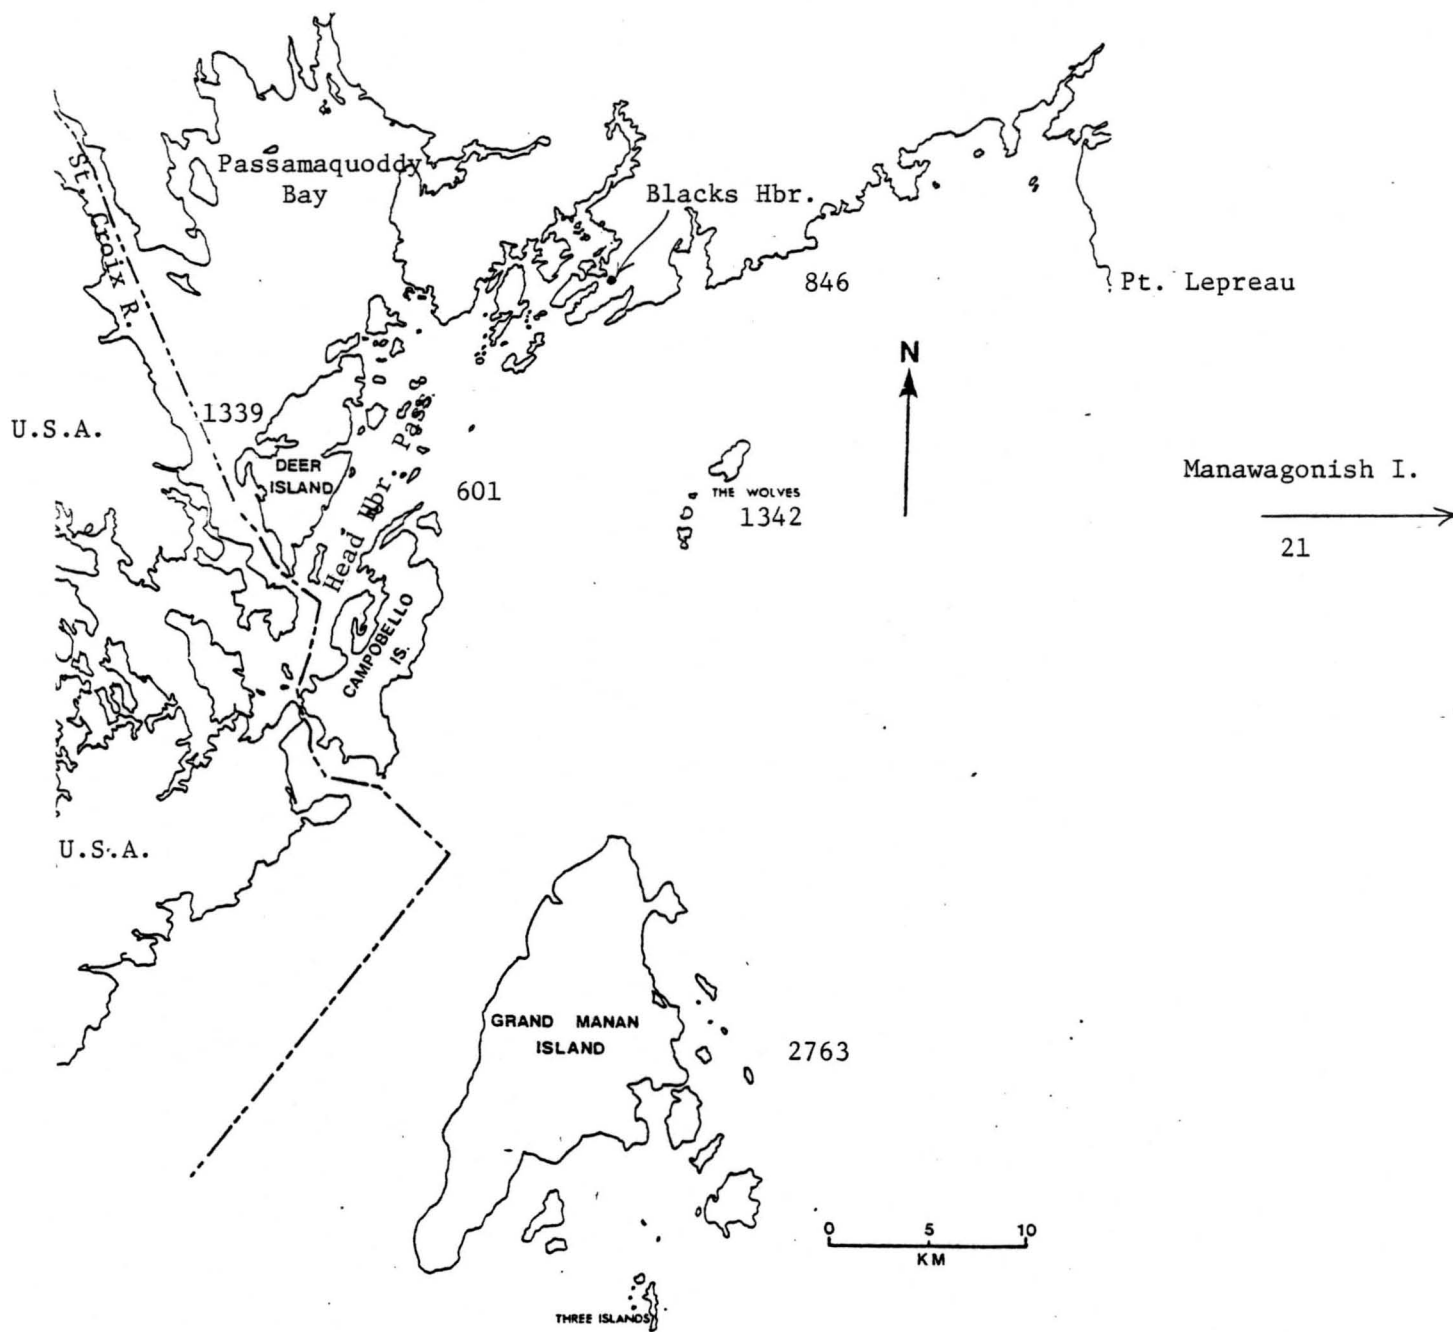 Passamaquoddy
Bay
St. Croix R.
Blacks Hbr.
846
Pt. Lepreau
N
1339
U.S.A.
DEER
ISLAND
Head Hbr. Pass.
601
THE WOLVES
1342
Manawagonish I.
21
CAMPOBELLO
IS.
U.S.A.
GRAND MANAN
ISLAND
2763
0 5 10
KM
THREE ISLANDS